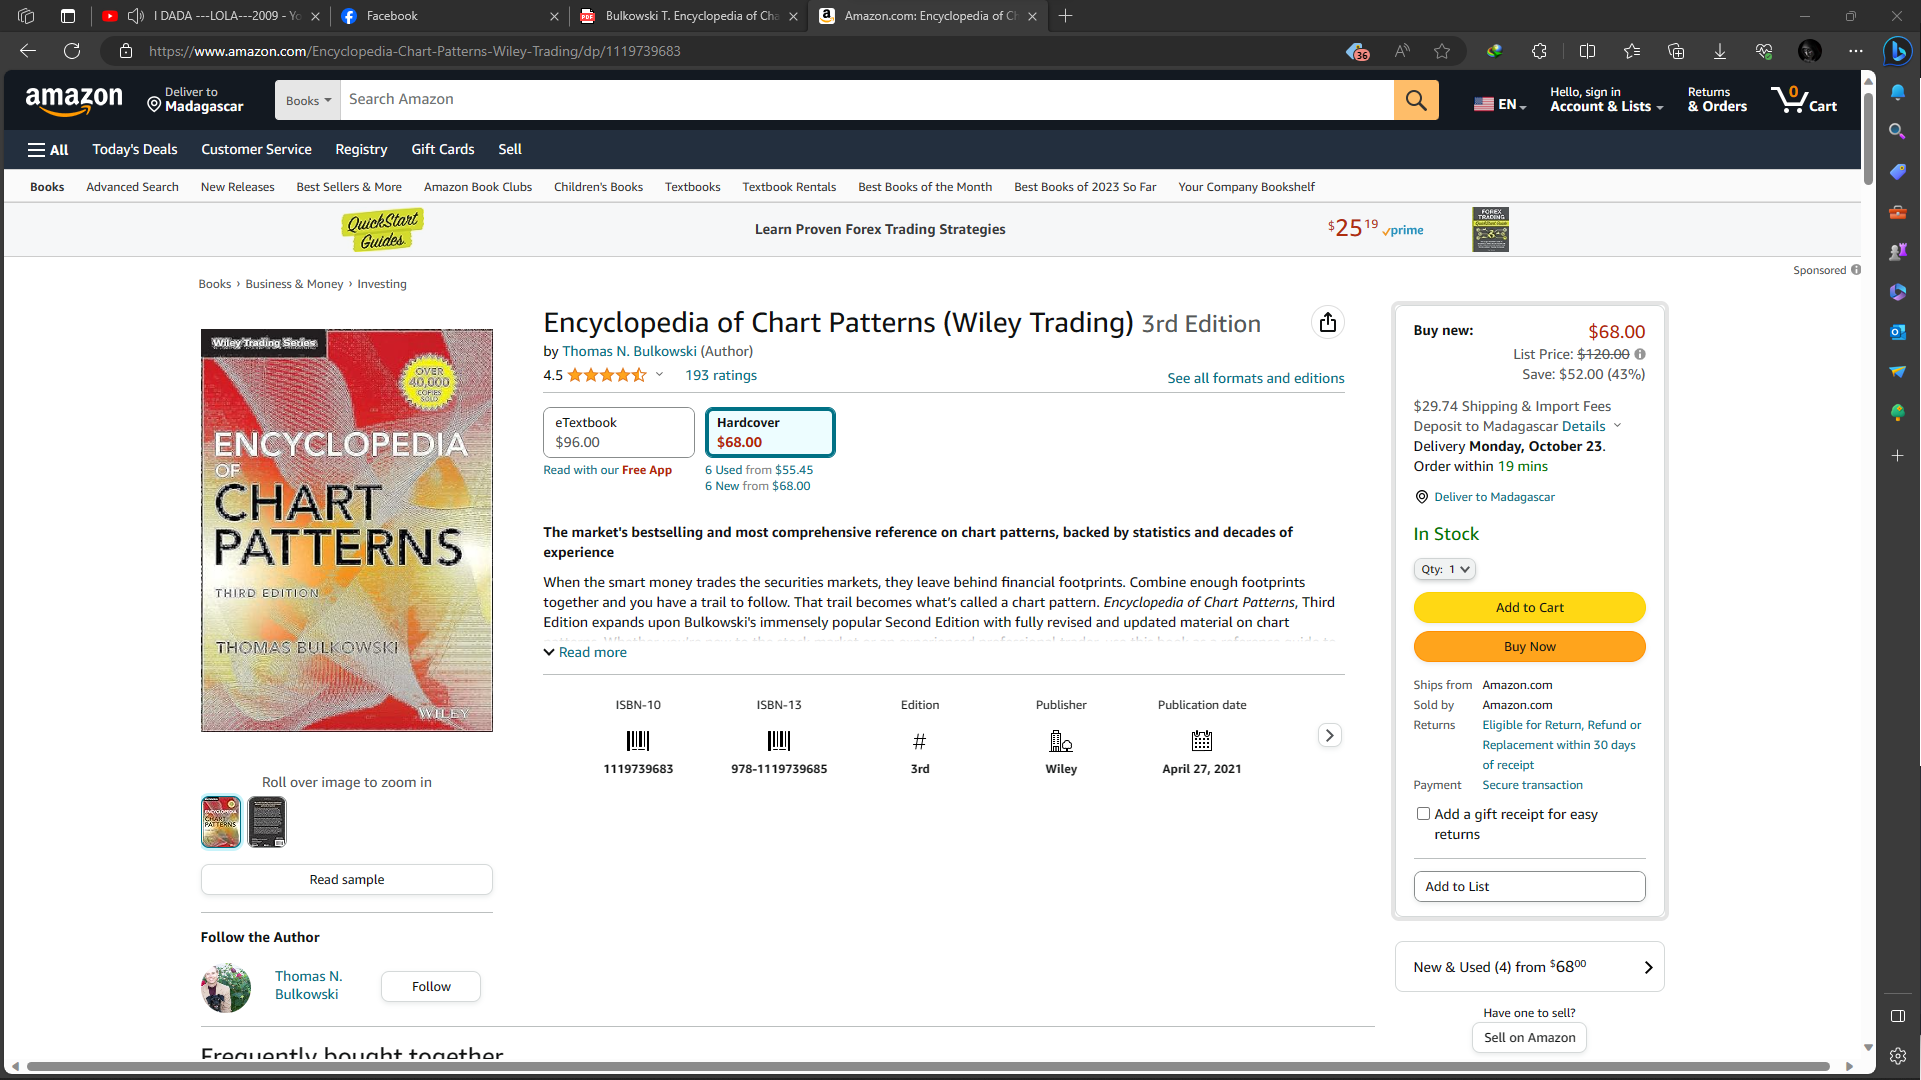 I DADA ---LOLA---2009 - Yo
Facebook
Bulkowski T. Encyclopedia of Cha
Amazon.com: Encyclopedia of Ch
https://www.amazon.com/Encyclopedia-Chart-Patterns-Wiley-Trading/dp/1119739683
36
amazon
Deliver to
Madagascar
Books
Search Amazon
EN
Hello, sign in
Account & Lists
Returns
& Orders
0
Cart
All
Today's Deals
Customer Service
Registry
Gift Cards
Sell
Books
Advanced Search
New Releases
Best Sellers & More
Amazon Book Clubs
Children's Books
Textbooks
Textbook Rentals
Best Books of the Month
Best Books of 2023 So Far
Your Company Bookshelf
QuickStart
Guides
Learn Proven Forex Trading Strategies
$25 19 prime
FOREX
TRADING
Sponsored
Books › Business & Money › Investing
Wiley Trading Series
OVER
40,000
COPIES
SOLD
ENCYCLOPEDIA
OF
CHART
PATTERNS
THIRD EDITION
THOMAS BULKOWSKI
WILEY
Roll over image to zoom in
Read sample
Follow the Author
Thomas N.
Bulkowski
Follow
Encyclopedia of Chart Patterns (Wiley Trading) 3rd Edition
by Thomas N. Bulkowski (Author)
4.5
193 ratings
See all formats and editions
eTextbook
$96.00
Read with our Free App
Hardcover
$68.00
6 Used from $55.45
6 New from $68.00
The market's bestselling and most comprehensive reference on chart patterns, backed by statistics and decades of
experience
When the smart money trades the securities markets, they leave behind financial footprints. Combine enough footprints
together and you have a trail to follow. That trail becomes what's called a chart pattern. Encyclopedia of Chart Patterns, Third
Edition expands upon Bulkowski's immensely popular Second Edition with fully revised and updated material on chart
Read more
ISBN-10
1119739683
ISBN-13
978-1119739685
Edition
#
3rd
Publisher
Wiley
Publication date
April 27, 2021
Buy new:
$68.00
List Price: $120.00
Save: $52.00 (43%)
$29.74 Shipping & Import Fees
Deposit to Madagascar Details
Delivery Monday, October 23.
Order within 19 mins
Deliver to Madagascar
In Stock
Qty: 1
Add to Cart
Buy Now
Ships from Amazon.com
Sold by Amazon.com
Returns Eligible for Return, Refund or
Replacement within 30 days
of receipt
Payment Secure transaction
Add a gift receipt for easy
returns
Add to List
New & Used (4) from $68 00
Have one to sell?
Sell on Amazon
Frequently bought together